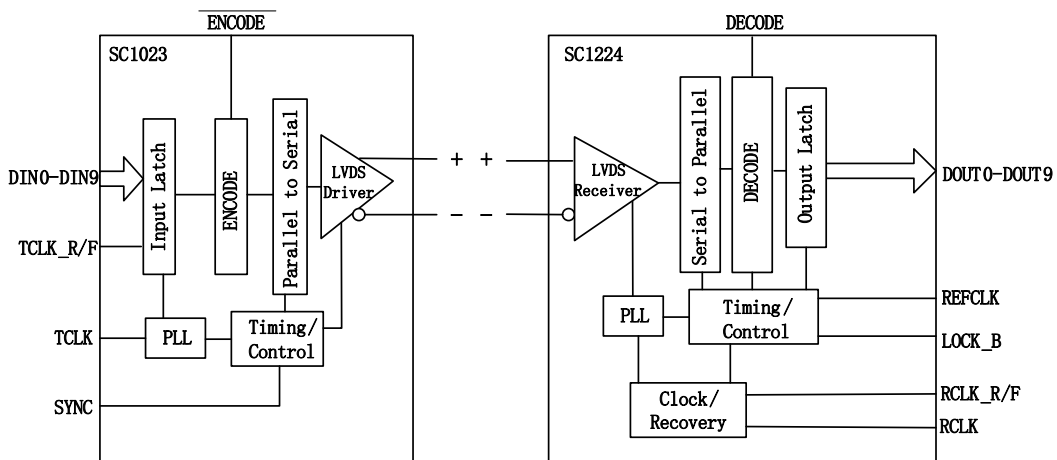 ENCODE
DECODE
SC1023
SC1224
DIN0-DIN9
TCLK_R/F
TCLK
SYNC
Input Latch
ENCODE
Parallel to Serial
LVDS
Driver
PLL
Timing/
Control
+ +
- -
LVDS
Receiver
Serial to Parallel
DECODE
Output Latch
PLL
Timing/
Control
Clock/
Recovery
DOUT0-DOUT9
REFCLK
LOCK_B
RCLK_R/F
RCLK